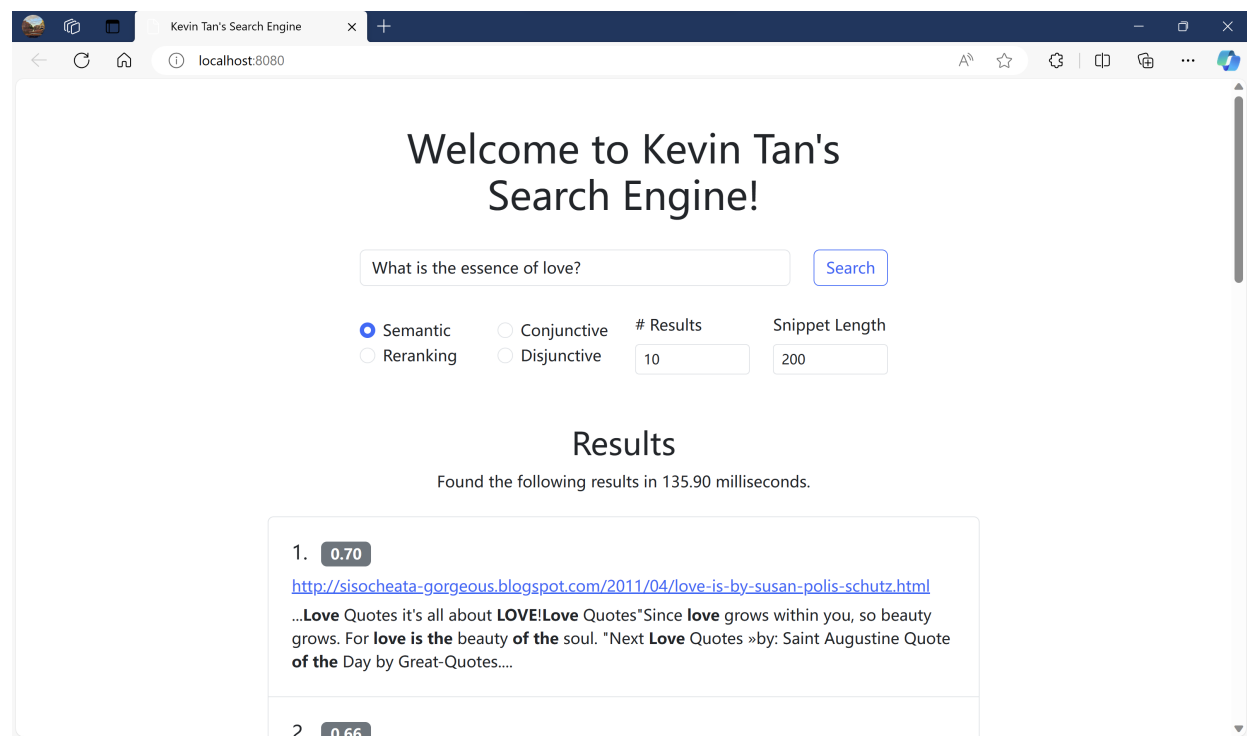 Kevin Tan's Search Engine
localhost:8080
Welcome to Kevin Tan's
Search Engine!
What is the essence of love?
Search
Semantic
Conjunctive
# Results
Snippet Length
Reranking
Disjunctive
10
200
Results
Found the following results in 135.90 milliseconds.
1. 0.70
http://sisocheata-gorgeous.blogspot.com/2011/04/love-is-by-susan-polis-schutz.html
...Love Quotes it's all about LOVE!Love Quotes"Since love grows within you, so beauty
grows. For love is the beauty of the soul. "Next Love Quotes »by: Saint Augustine Quote
of the Day by Great-Quotes....
2. 0.66